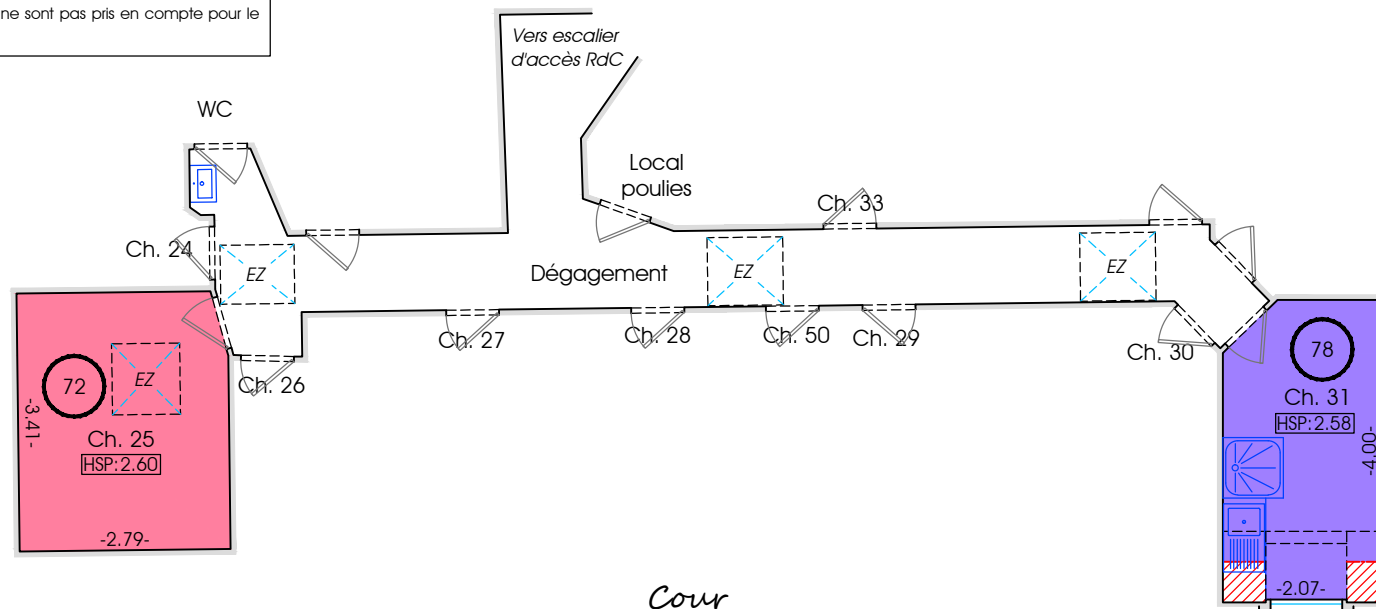 ne sont pas pris en compte pour le
Vers escalier
d'accès RdC
WC
Local
poulies
Ch. 33
Ch. 24
EZ
Dégagement
EZ
EZ
Ch. 27
Ch. 28
Ch. 50
Ch. 29
Ch. 30
Ch. 26
72
EZ
-3.41-
Ch. 25
HSP:2.60
-2.79-
78
Ch. 31
HSP:2.58
-4.00-
-2.07-
Cour